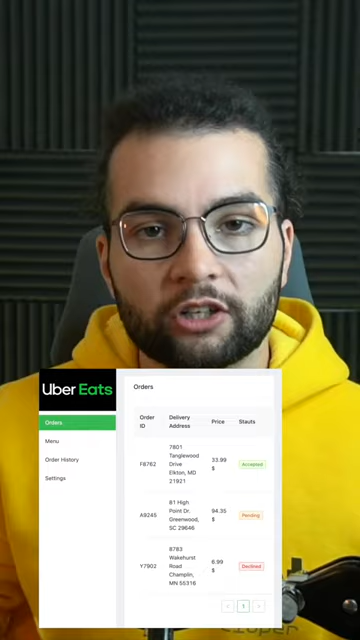 Uber Eats
Orders
Menu
Order History
Settings
Orders
Order ID
Delivery Address
Price
Stauts
F8762
7801 Tanglewood Drive Elkton, MD 21921
33.99 $
Accepted
A9245
81 High Point Dr. Greenwood, SC 29646
94.35 $
Pending
Y7902
8783 Wakehurst Road Champlin, MN 55316
6.99 $
Declined
1